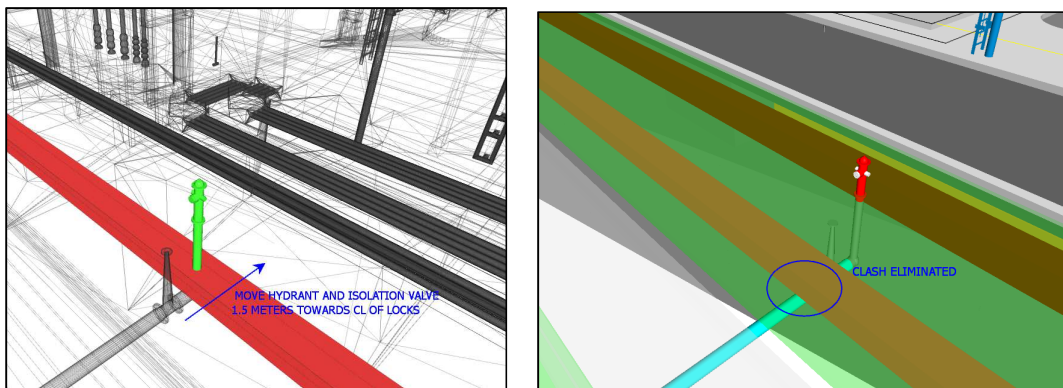 MOVE HYDRANT AND ISOLATION VALVE
1.5 METERS TOWARDS CL OF LOCKS
CLASH ELIMINATED